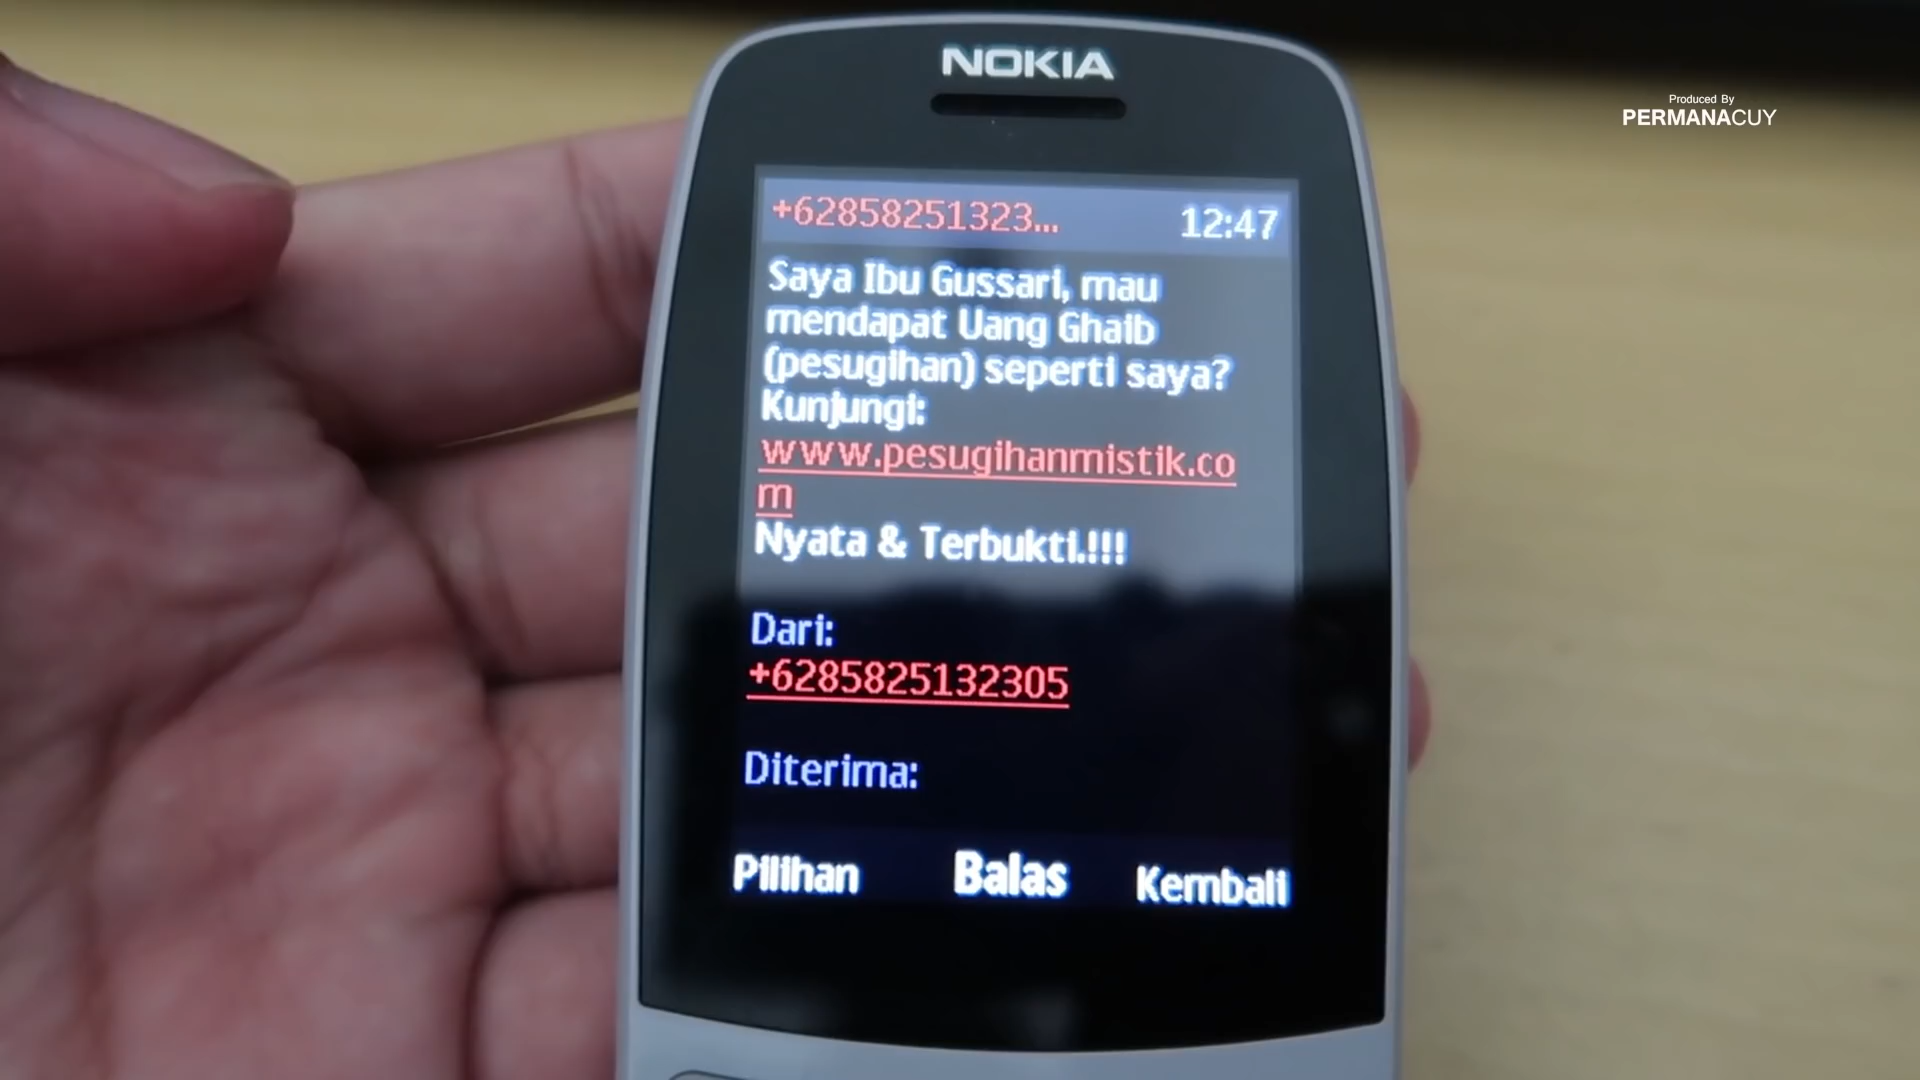 NOKIA
Produced By
PERMANACUY
+62858251323... 12:47
Saya Ibu Gussari, mau
mendapat Uang Ghaib
(pesugihan) seperti saya?
Kunjungi:
www.pesugihanmistik.co
m
Nyata & Terbukti.!!!
Dari:
+6285825132305
Diterima:
Pilihan Balas Kembali